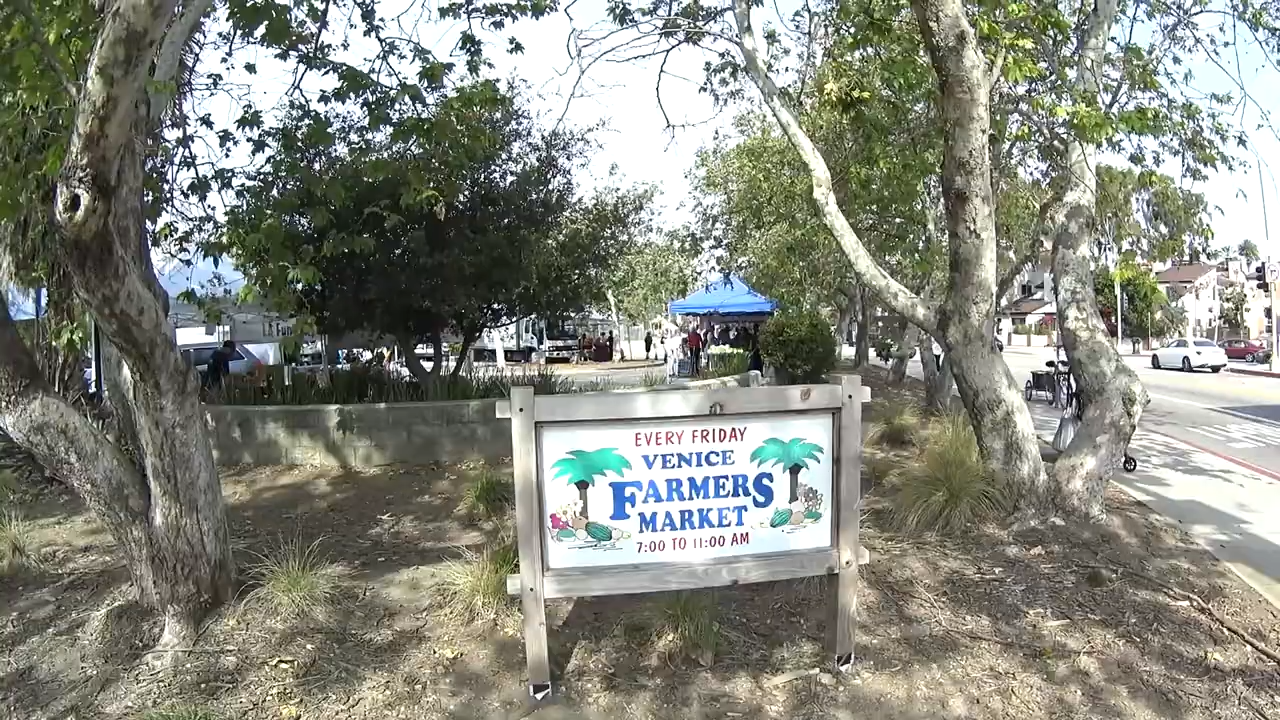 EVERY FRIDAY
VENICE
FARMERS
MARKET
7:00 TO 11:00 AM